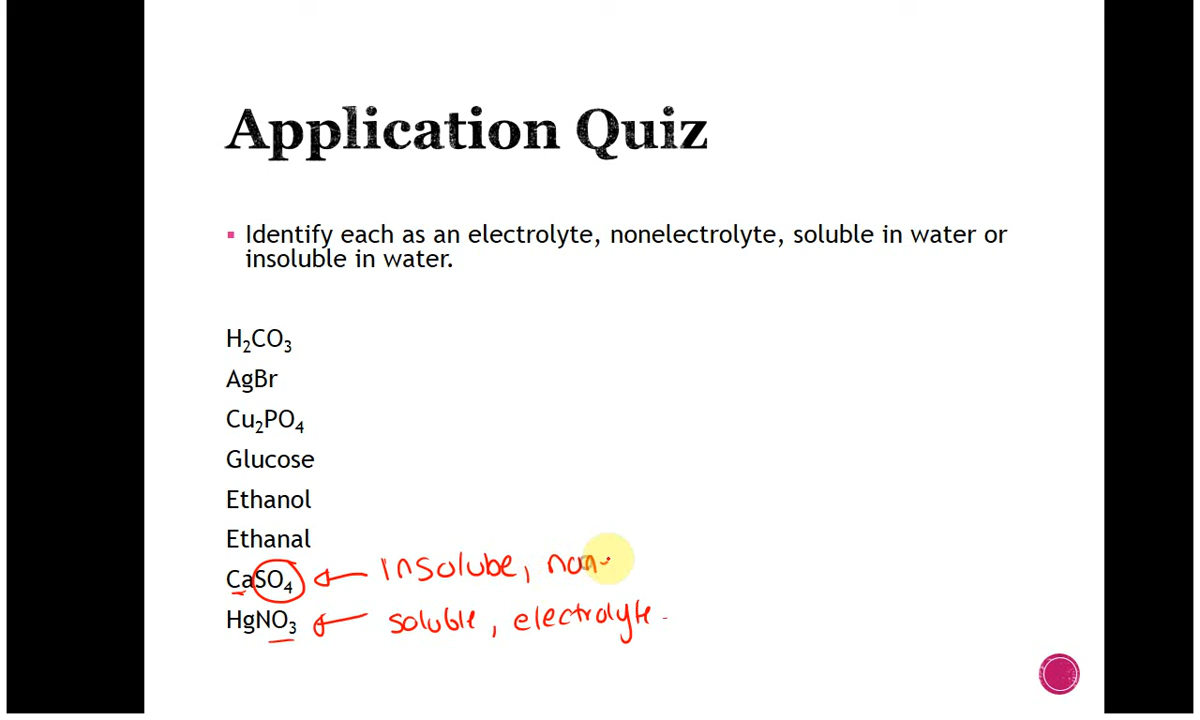 Application Quiz
▪ Identify each as an electrolyte, nonelectrolyte, soluble in water or
insoluble in water.
H₂CO₃
AgBr
Cu₂PO₄
Glucose
Ethanol
Ethanal
CaSO₄ insolube, non-
HgNO₃ soluble, electrolyte.